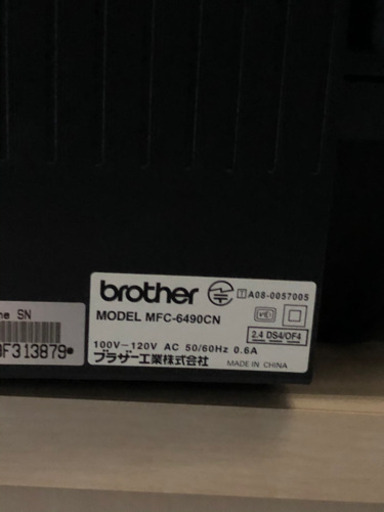 brother T A08-0057005
MODEL MFC-6490CN
2.4 DS4/OF4
100V-120V AC 50/60Hz 0.6A
ブラザー工業株式会社 MADE IN CHINA
SN
F313879